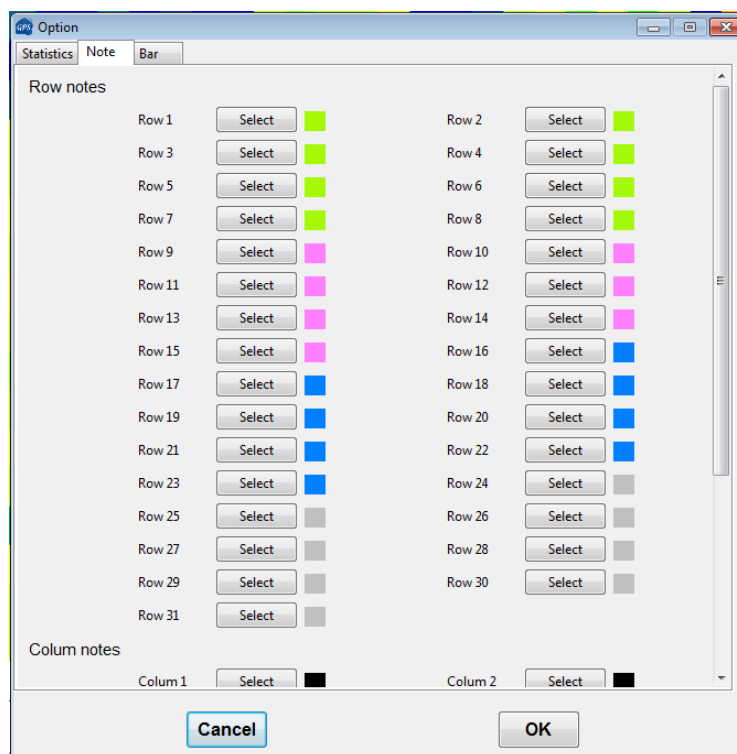 GPS Option
Statistics Note Bar
Row notes
Row 1 Select Row 2 Select
Row 3 Select Row 4 Select
Row 5 Select Row 6 Select
Row 7 Select Row 8 Select
Row 9 Select Row 10 Select
Row 11 Select Row 12 Select
Row 13 Select Row 14 Select
Row 15 Select Row 16 Select
Row 17 Select Row 18 Select
Row 19 Select Row 20 Select
Row 21 Select Row 22 Select
Row 23 Select Row 24 Select
Row 25 Select Row 26 Select
Row 27 Select Row 28 Select
Row 29 Select Row 30 Select
Row 31 Select
Colum notes
Colum 1 Select Colum 2 Select
Cancel OK